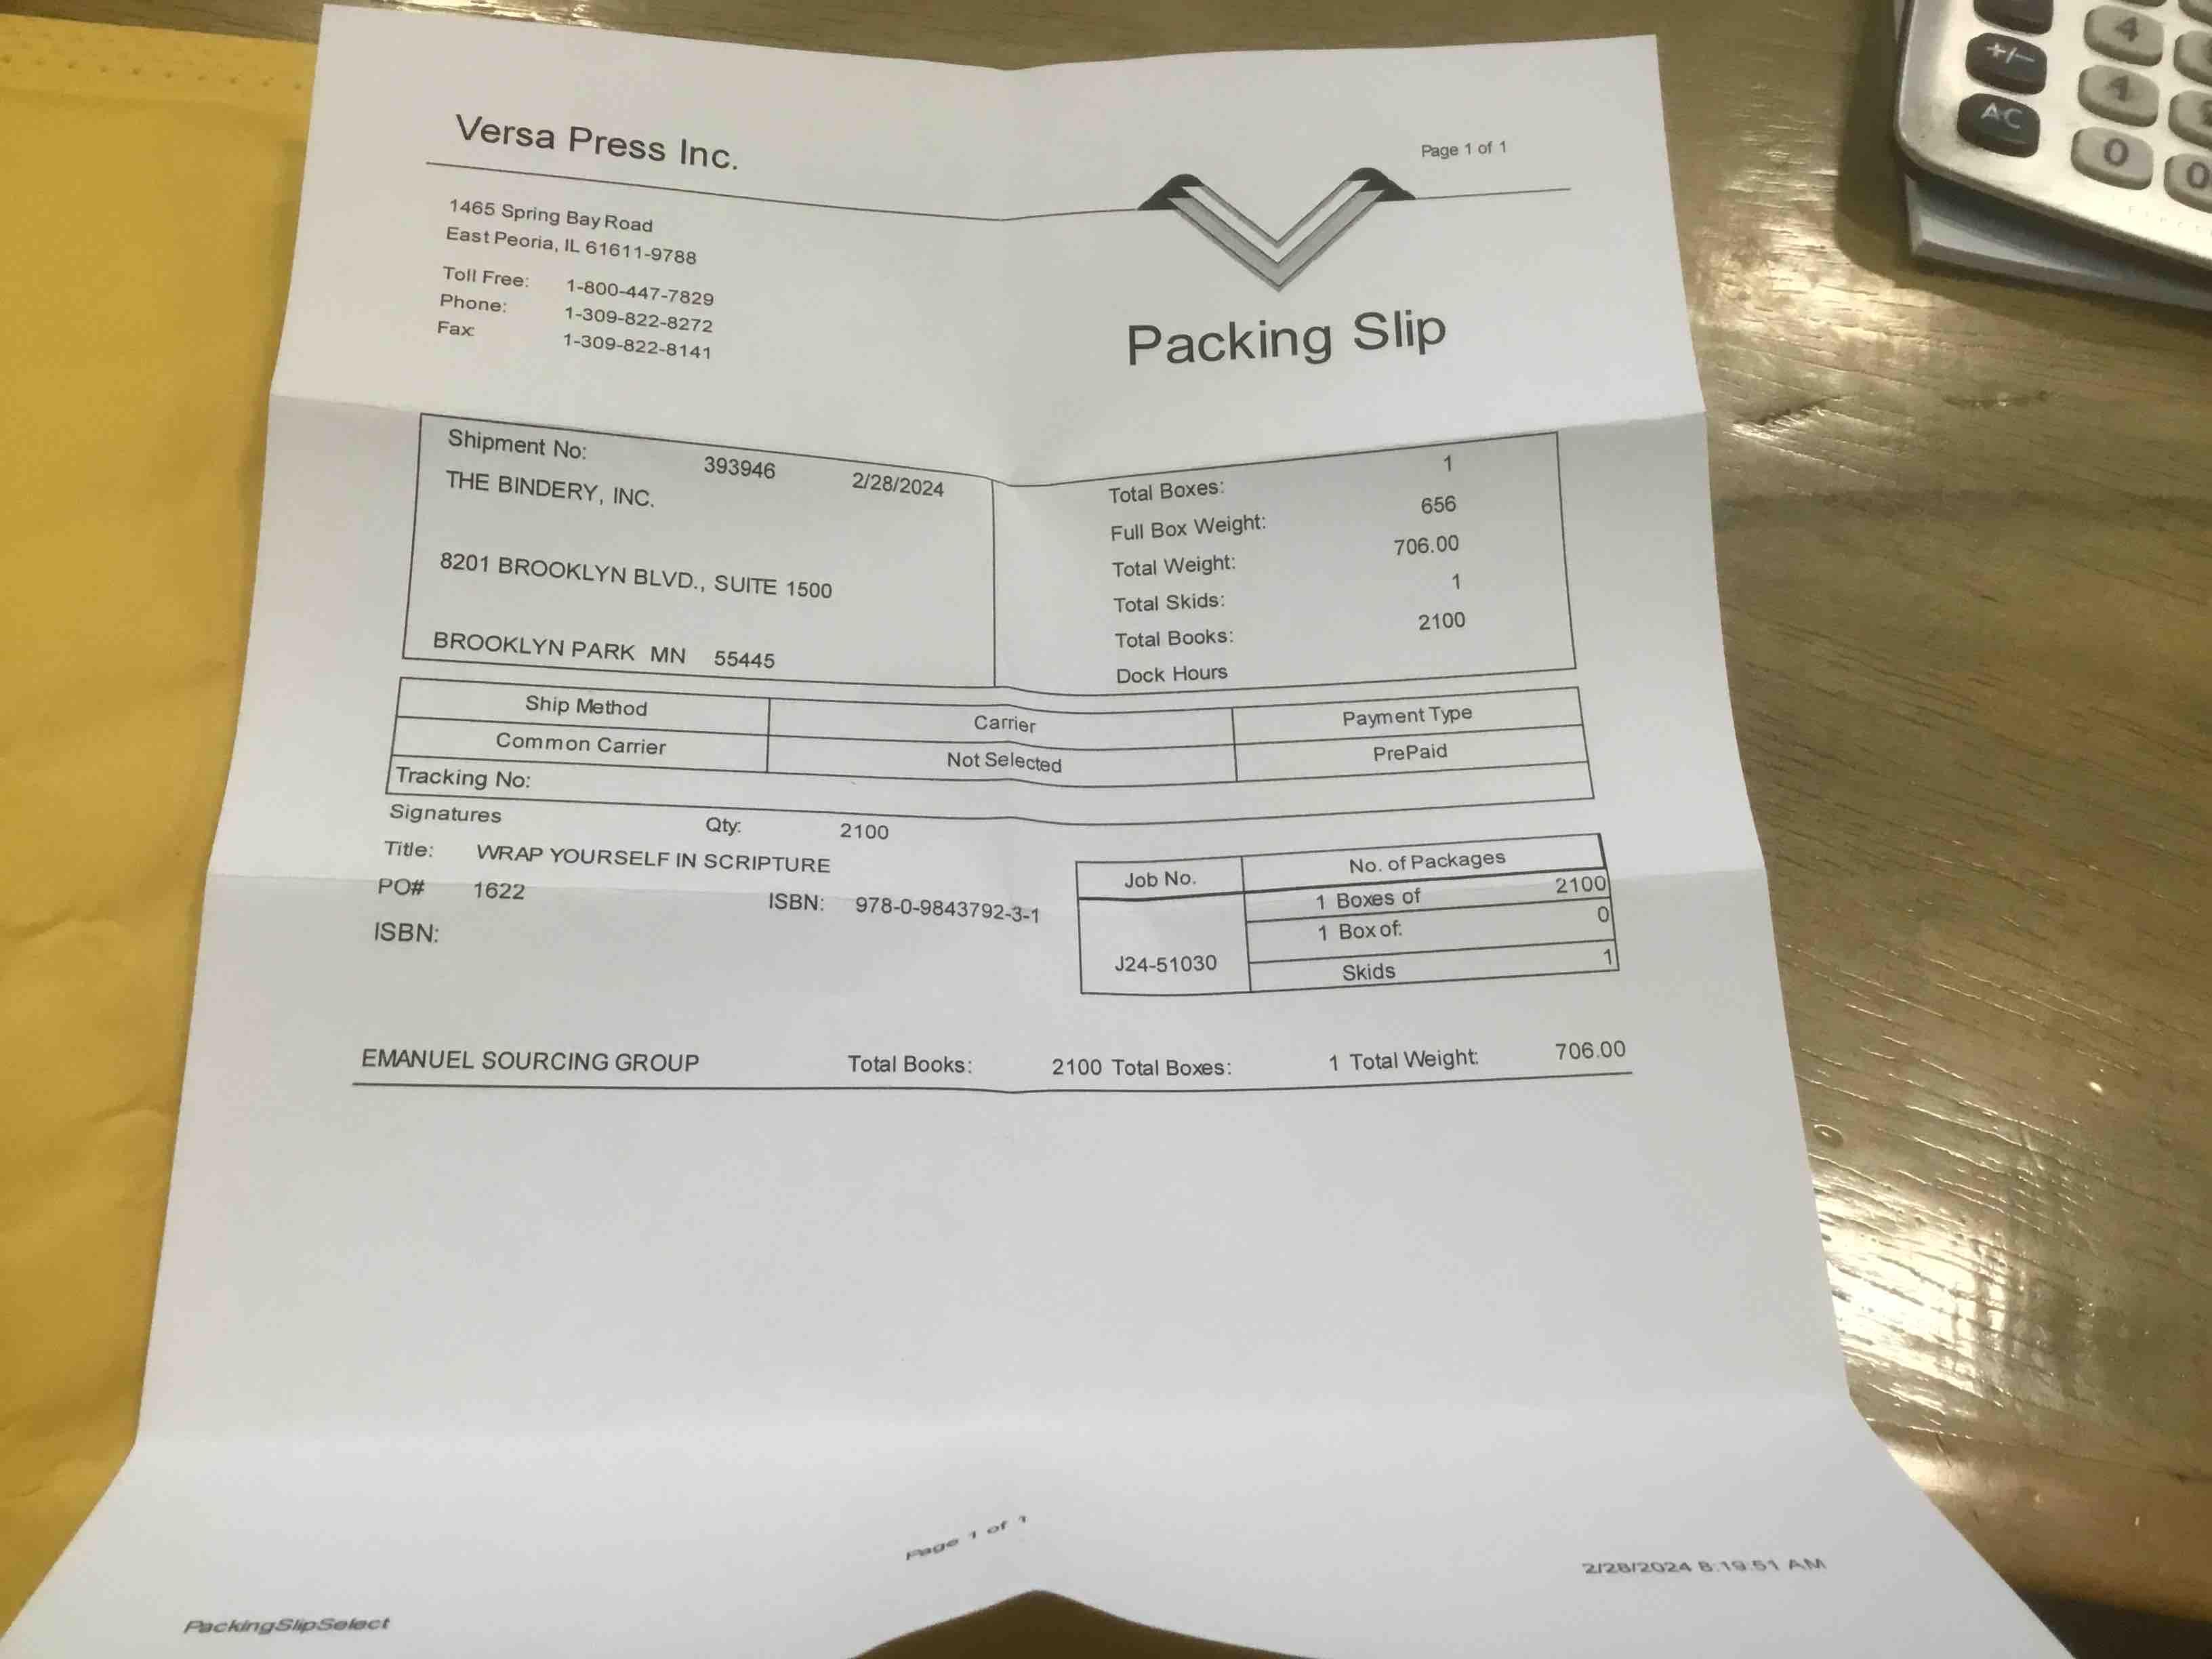 Versa Press Inc.
Page 1 of 1
1465 Spring Bay Road
East Peoria, IL 61611-9788
Toll Free: 1-800-447-7829
Phone: 1-309-822-8272
Fax: 1-309-822-8141
Packing Slip
Shipment No: 393946 2/28/2024
THE BINDERY, INC.
8201 BROOKLYN BLVD., SUITE 1500
BROOKLYN PARK MN 55445
Total Boxes: 1
Full Box Weight: 656
Total Weight: 706.00
Total Skids: 1
Total Books: 2100
Dock Hours
Ship Method Carrier Payment Type
Common Carrier Not Selected PrePaid
Tracking No:
Signatures Qty: 2100
Title: WRAP YOURSELF IN SCRIPTURE
PO# 1622 ISBN: 978-0-9843792-3-1
ISBN:
Job No. No. of Packages
1 Boxes of 2100
1 Box of: 0
J24-51030 Skids 1
EMANUEL SOURCING GROUP Total Books: 2100 Total Boxes: 1 Total Weight: 706.00
Page 1 of 1
2/28/2024 8:19:51 AM
PackingSlipSelect
+/-
AC
4
1
0
0